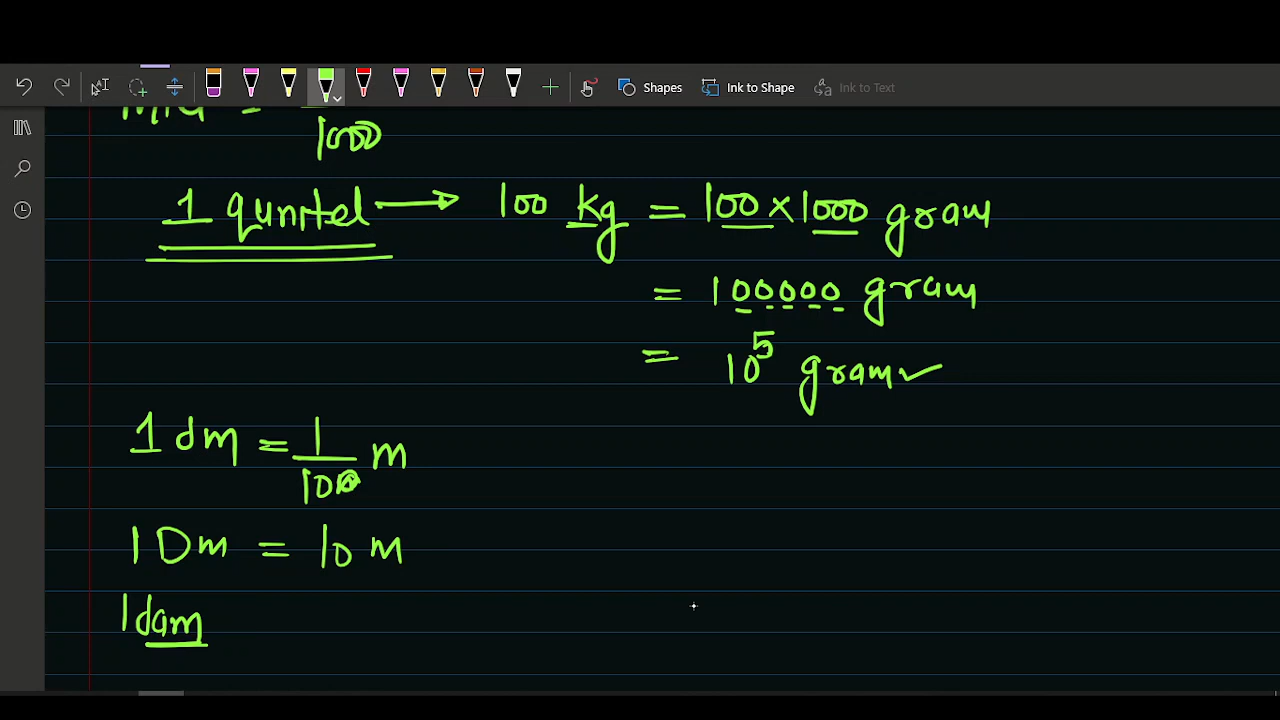 Shapes Ink to Shape Ink to Text
1000
1 qunitel → 100 kg = 100 × 1000 gram
= 100000 gram
= 10^5 gram ✓
1 dm = 1/100 m
1 Dm = 10 m
1 dam